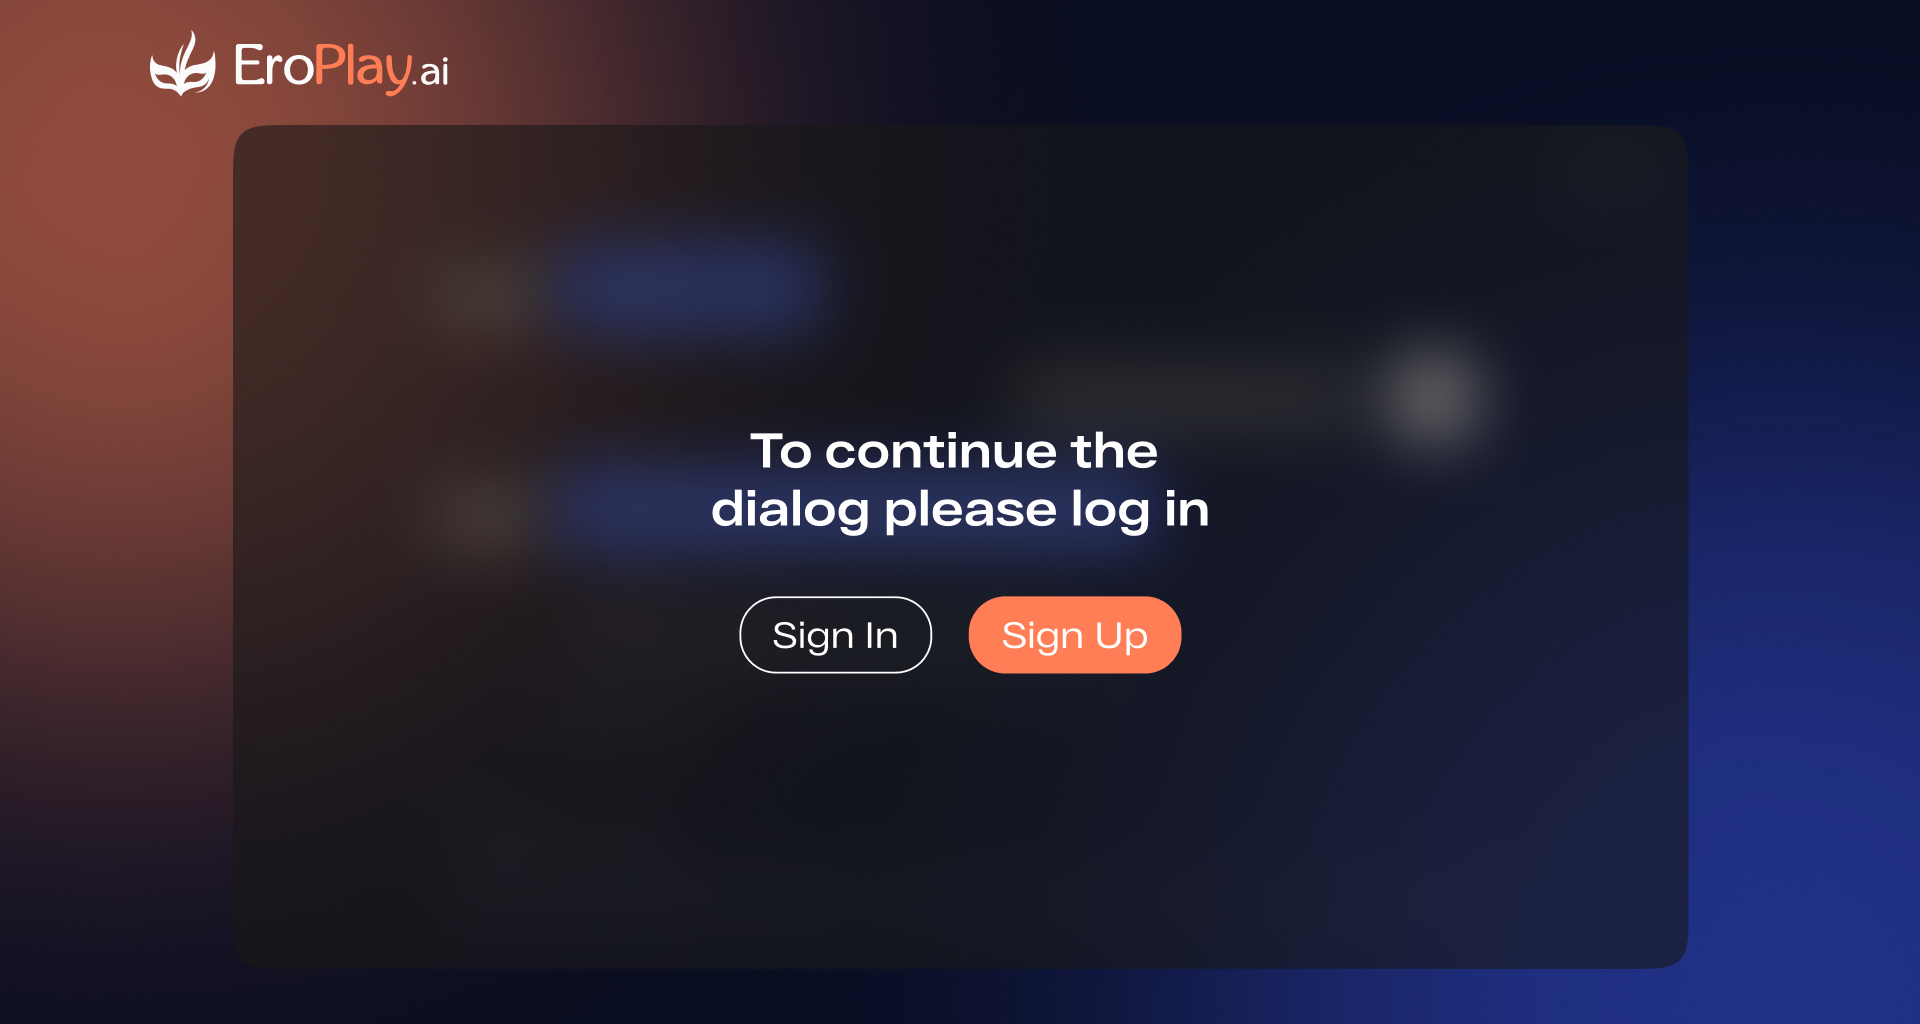 EroPlay.ai
To continue the
dialog please log in
Sign In
Sign Up